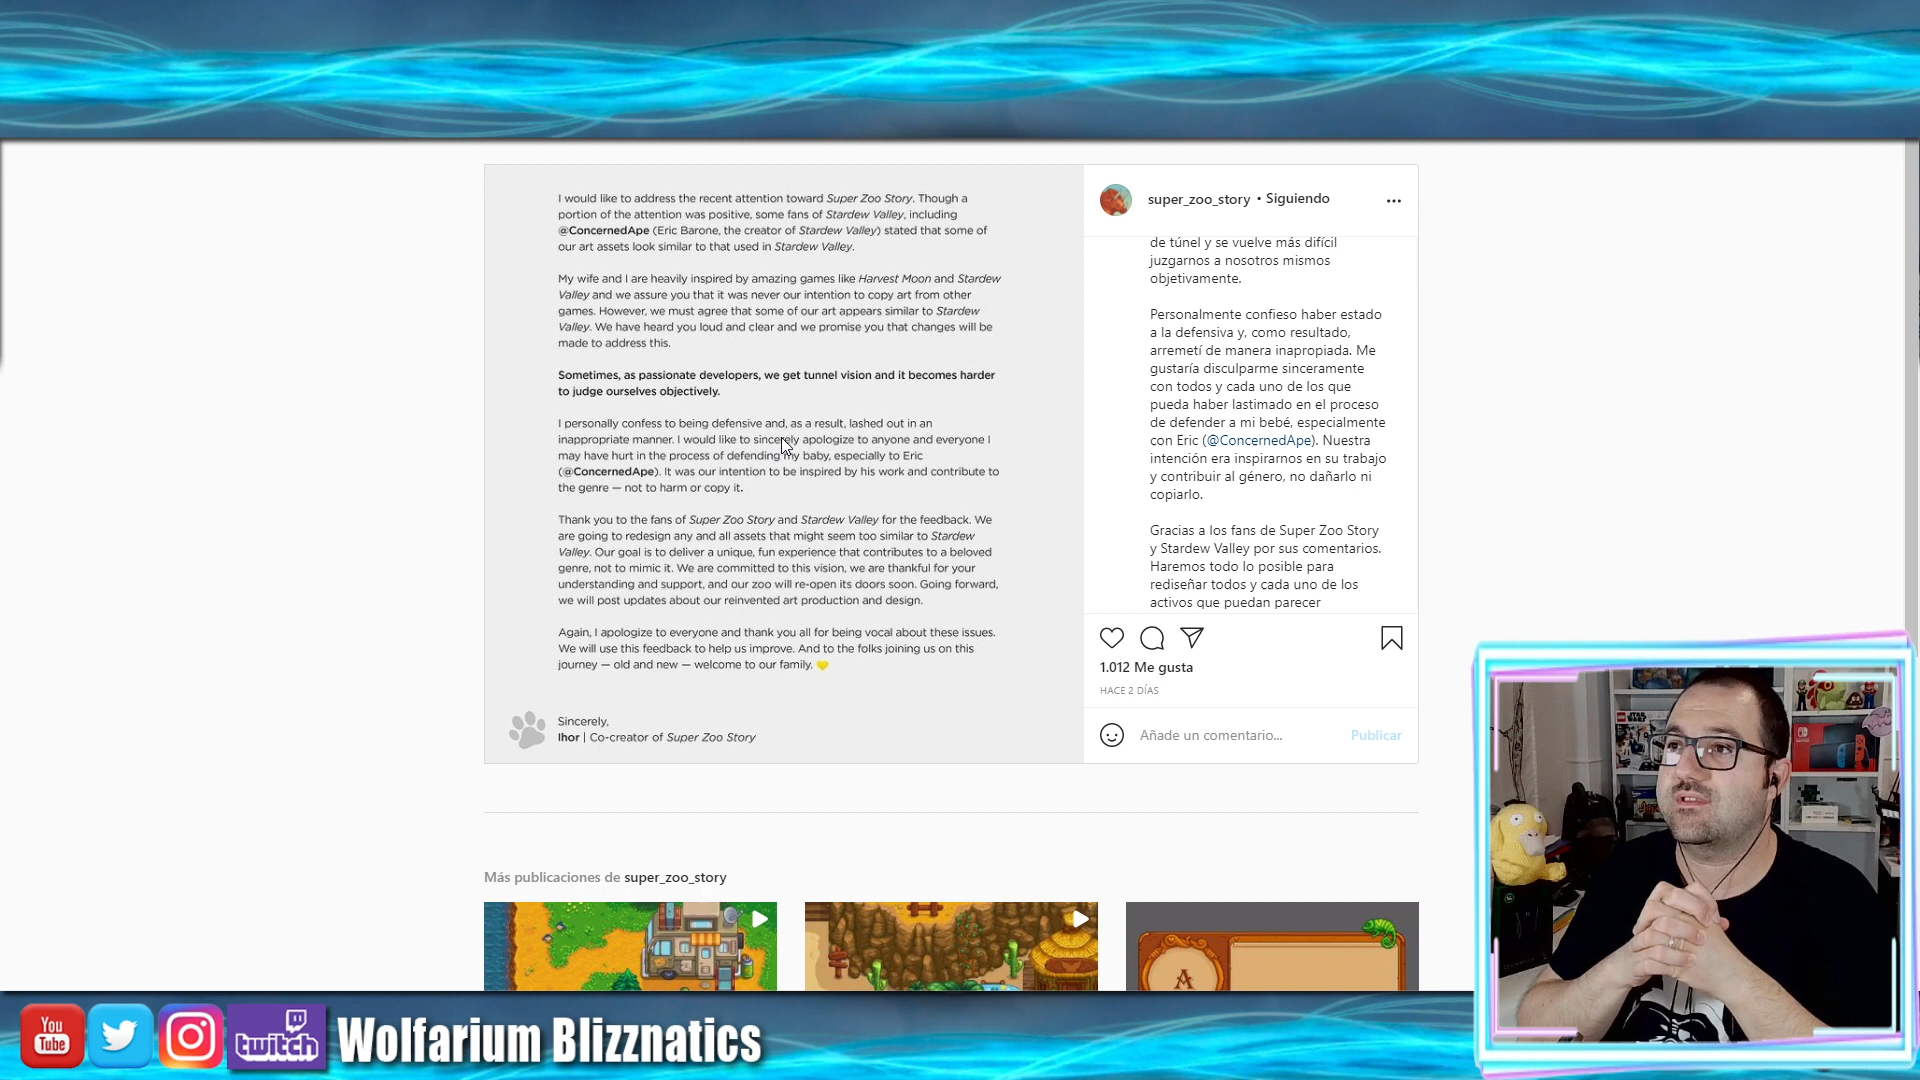 I would like to address the recent attention toward Super Zoo Story. Though a
portion of the attention was positive, some fans of Stardew Valley, including
@ConcernedApe (Eric Barone, the creator of Stardew Valley) stated that some of
our art assets look similar to that used in Stardew Valley.
My wife and I are heavily inspired by amazing games like Harvest Moon and Stardew
Valley and we assure you that it was never our intention to copy art from other
games. However, we must agree that some of our art appears similar to Stardew
Valley. We have heard you loud and clear and we promise you that changes will be
made to address this.
Sometimes, as passionate developers, we get tunnel vision and it becomes harder
to judge ourselves objectively.
I personally confess to being defensive and, as a result, lashed out in an
inappropriate manner. I would like to sincerely apologize to anyone and everyone I
may have hurt in the process of defending my baby, especially to Eric
(@ConcernedApe). It was our intention to be inspired by his work and contribute to
the genre — not to harm or copy it.
Thank you to the fans of Super Zoo Story and Stardew Valley for the feedback. We
are going to redesign any and all assets that might seem too similar to Stardew
Valley. Our goal is to deliver a unique, fun experience that contributes to a beloved
genre, not to mimic it. We are committed to this vision, we are thankful for your
understanding and support, and our zoo will re-open its doors soon. Going forward,
we will post updates about our reinvented art production and design.
Again, I apologize to everyone and thank you all for being vocal about these issues.
We will use this feedback to help us improve. And to the folks joining us on this
journey — old and new — welcome to our family. 💛
Sincerely,
Ihor | Co-creator of Super Zoo Story
super_zoo_story • Siguiendo
de túnel y se vuelve más difícil
juzgarnos a nosotros mismos
objetivamente.
Personalmente confieso haber estado
a la defensiva y, como resultado,
arremetí de manera inapropiada. Me
gustaría disculparme sinceramente
con todos y cada uno de los que
pueda haber lastimado en el proceso
de defender a mi bebé, especialmente
con Eric (@ConcernedApe). Nuestra
intención era inspirarnos en su trabajo
y contribuir al género, no dañarlo ni
copiarlo.
Gracias a los fans de Super Zoo Story
y Stardew Valley por sus comentarios.
Haremos todo lo posible para
rediseñar todos y cada uno de los
activos que puedan parecer
1.012 Me gusta
HACE 2 DÍAS
Añade un comentario...
Publicar
Más publicaciones de super_zoo_story
A
You
Tube
twitch
Wolfarium Blizznatics
STAR
WARS